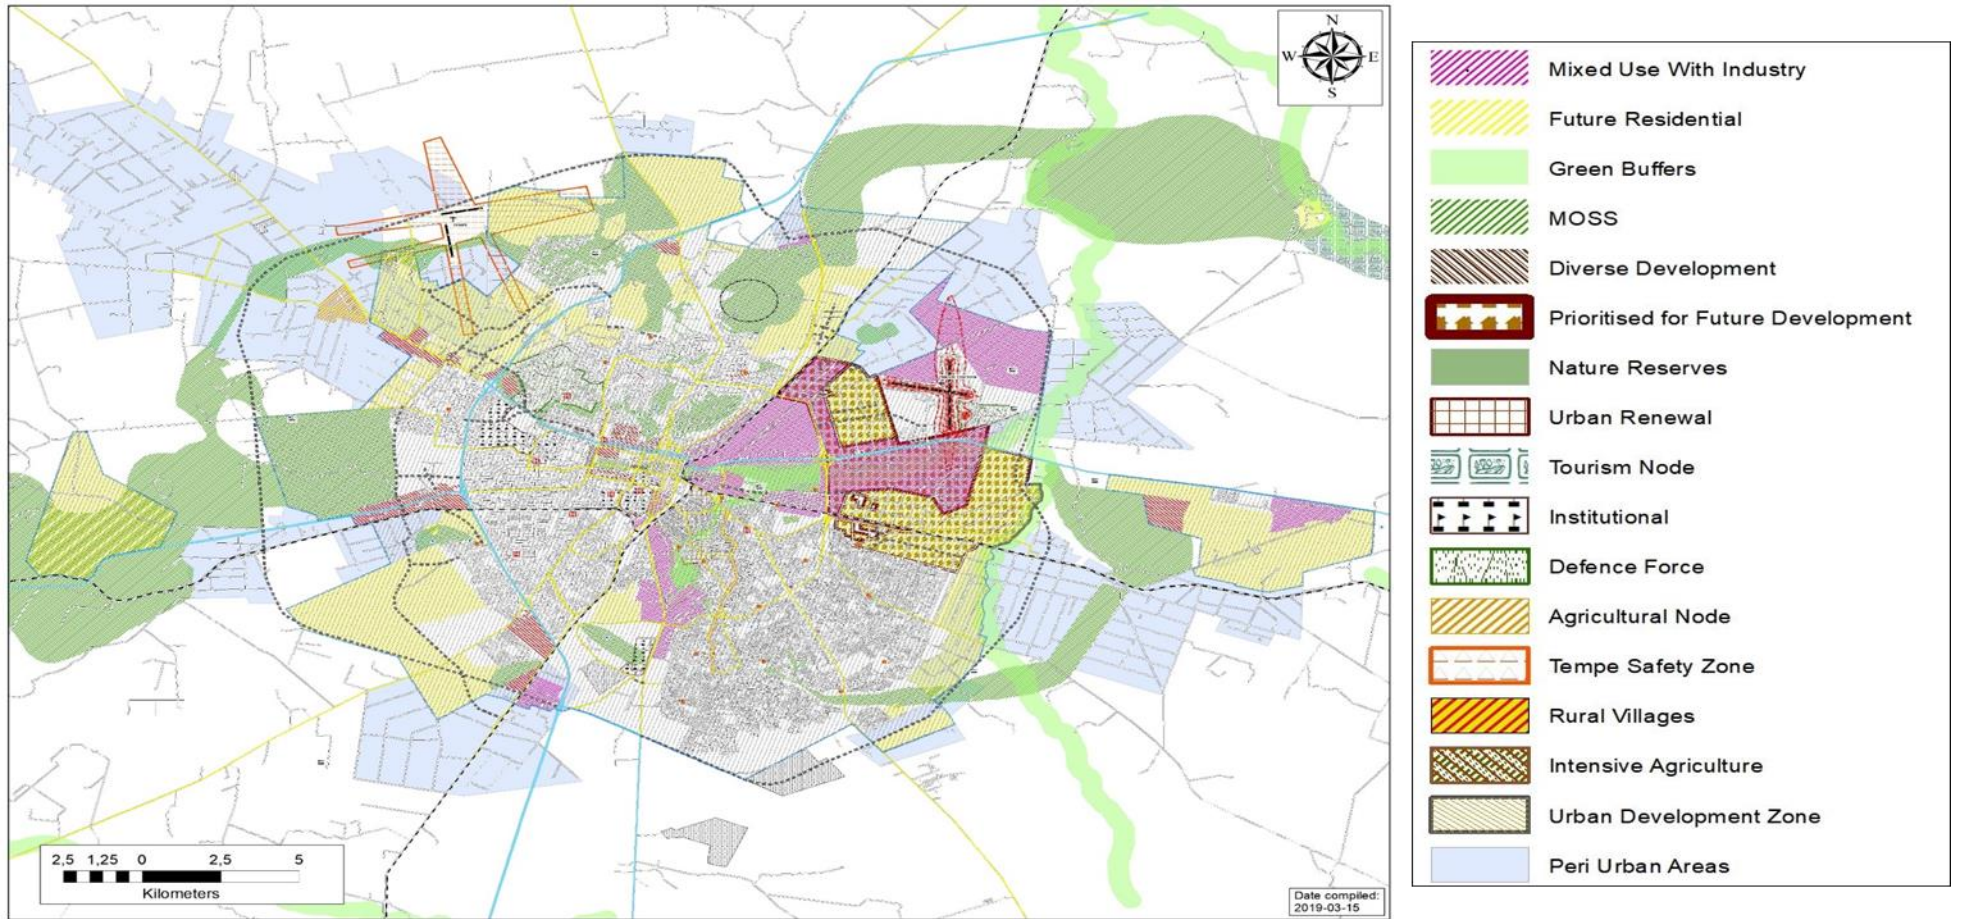 N
W E
S
2,5 1,25 0 2,5 5
Kilometers
Date compiled:
2019-03-15
Mixed Use With Industry
Future Residential
Green Buffers
MOSS
Diverse Development
Prioritised for Future Development
Nature Reserves
Urban Renewal
Tourism Node
Institutional
Defence Force
Agricultural Node
Tempe Safety Zone
Rural Villages
Intensive Agriculture
Urban Development Zone
Peri Urban Areas